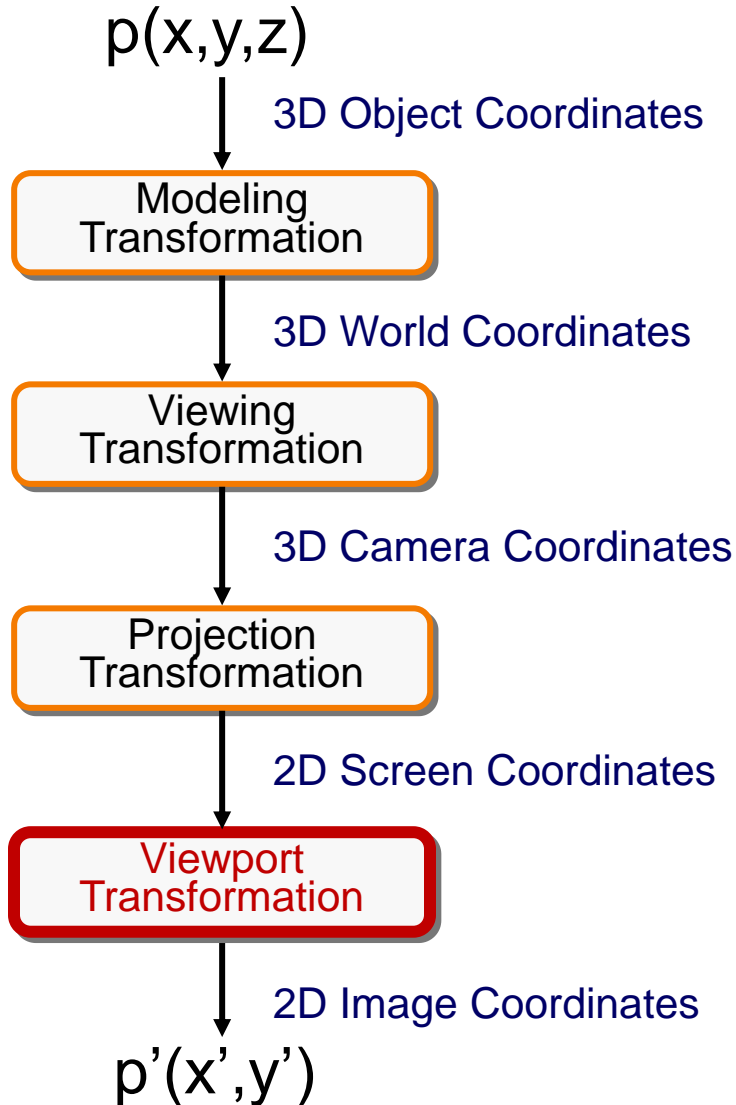 p(x,y,z)
3D Object Coordinates
Modeling
Transformation
3D World Coordinates
Viewing
Transformation
3D Camera Coordinates
Projection
Transformation
2D Screen Coordinates
Viewport
Transformation
2D Image Coordinates
p’(x’,y’)